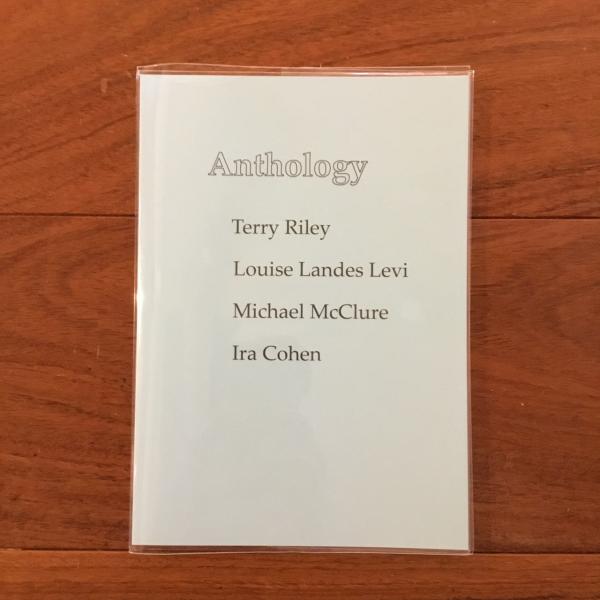 Anthology
Terry Riley
Louise Landes Levi
Michael McClure
Ira Cohen